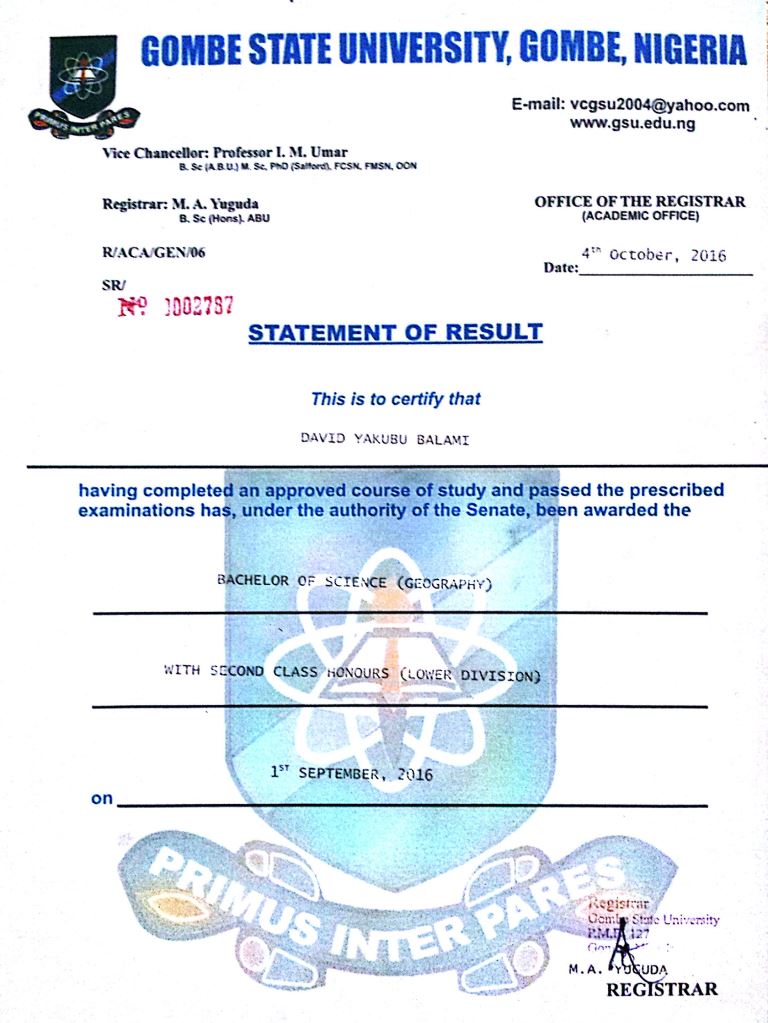 GOMBE STATE UNIVERSITY, GOMBE, NIGERIA
PRIMUS INTER PARES
E-mail: vcgsu2004@yahoo.com
www.gsu.edu.ng
Vice Chancellor: Professor I. M. Umar
B. Sc (A.B.U.) M. Sc, PhD (Salford), FCSN, FMSN, OON
Registrar: M. A. Yuguda
B. Sc (Hons). ABU
OFFICE OF THE REGISTRAR
(ACADEMIC OFFICE)
R/ACA/GEN/06
Date: 4th October, 2016
SR/
No 1002787
STATEMENT OF RESULT
This is to certify that
DAVID YAKUBU BALAMI
having completed an approved course of study and passed the prescribed
examinations has, under the authority of the Senate, been awarded the
BACHELOR OF SCIENCE (GEOGRAPHY)
WITH SECOND CLASS HONOURS (LOWER DIVISION)
on 1ST SEPTEMBER, 2016
PRIMUS INTER PARES
Registrar
Gombe State University
P.M.B. 127
M.A. YUGUDA
REGISTRAR